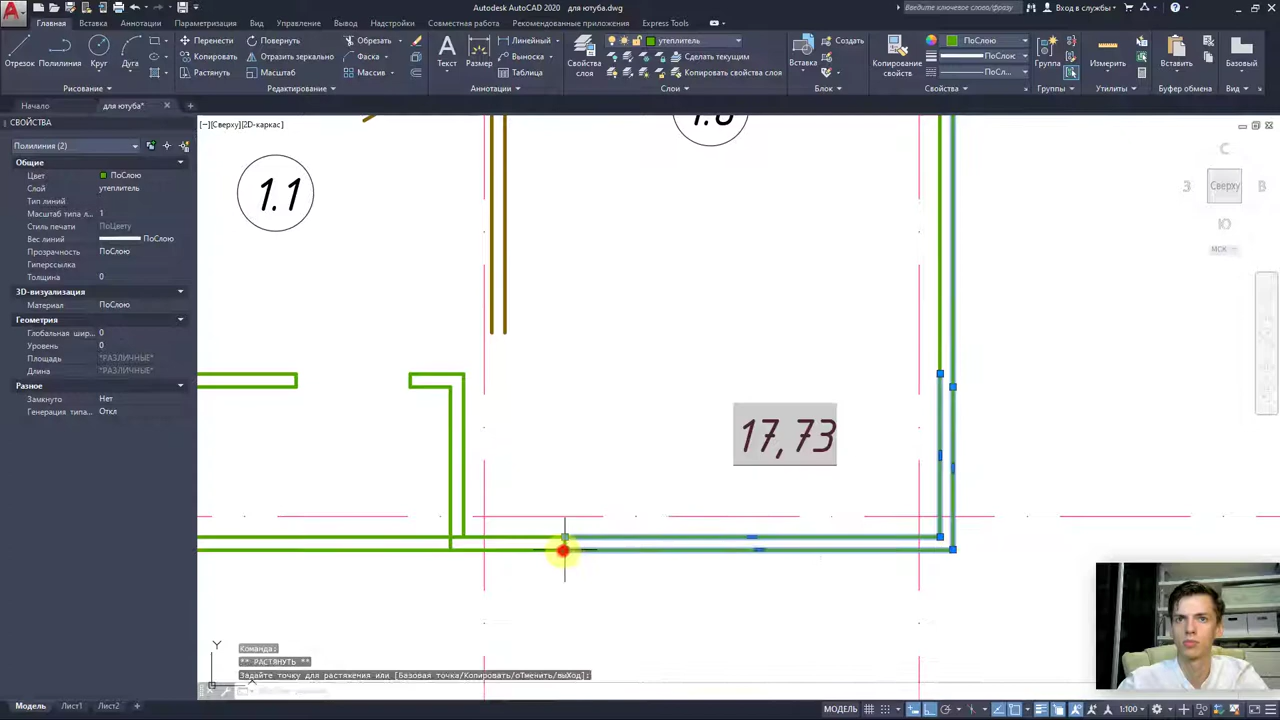 Autodesk AutoCAD 2020 для ютуба.dwg
Введите ключевое слово/фразу
Вход в службы
Главная Вставка Аннотации Параметризация Вид Управление Вывод Надстройки Совместная работа Рекомендованные приложения Express Tools
Отрезок Полилиния Круг Дуга
Перенести Повернуть Обрезать
Копировать Отразить зеркально Фаска
Растянуть Масштаб Массив
Текст Размер
Линейный
Выноска
Таблица
Свойства слоя
утеплитель
Сделать текущим
Копировать свойства слоя
Вставка
Создать
Копирование свойств
ПоСлою
ПоСлою
ПоСл...
Группа Измерить Вставить Базовый
Рисование Редактирование Аннотации Слои Блок Свойства Группы Утилиты Буфер обмена Вид
Начало для ютуба*
СВОЙСТВА
[−][Сверху][2D-каркас]
Полилиния (2)
Общие
Цвет ПоСлою
Слой утеплитель
Тип линий
Масштаб типа л... 1
Стиль печати ПоЦвету
Вес линий ПоСлою
Прозрачность ПоСлою
Гиперссылка
Толщина 0
3D-визуализация
Материал ПоСлою
Геометрия
Глобальная шир... 0
Уровень 0
Площадь *РАЗЛИЧНЫЕ*
Длина *РАЗЛИЧНЫЕ*
Разное
Замкнуто Нет
Генерация типа... Откл
1.1
17,73
С
З Сверху В
Ю
МСК
Y
Команда:
** РАСТЯНУТЬ **
Задайте точку для растяжения или [Базовая точка/Копировать/оТменить/выХод]:
Модель Лист1 Лист2
МОДЕЛЬ 1:00